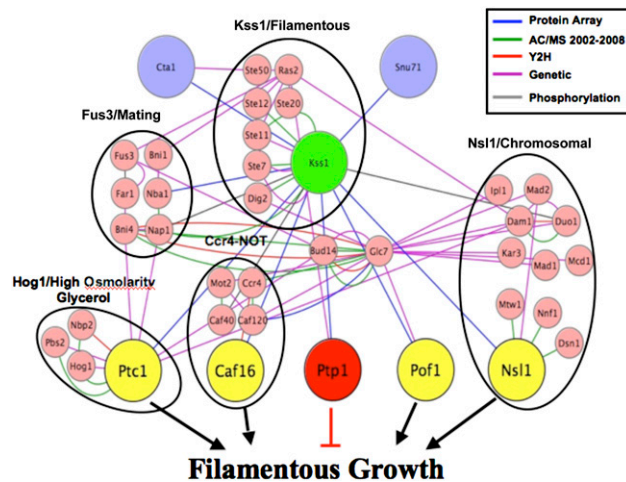 Kss1/Filamentous
Protein Array
AC/MS 2002-2008
Y2H
Genetic
Phosphorylation
Cta1
Ste50
Ras2
Snu71
Ste12
Ste20
Fus3/Mating
Ste11
Nsl1/Chromosomal
Fus3
Bni1
Ste7
Kss1
Far1
Nba1
Dig2
Ipl1
Mad2
Bni4
Nap1
Dam1
Duo1
Ccr4-NOT
Bud14
Glc7
Kar3
Mad1
Mcd1
Hog1/High Osmolarity
Glycerol
Mot2
Ccr4
Nbp2
Caf40
Caf120
Mtw1
Nnf1
Pbs2
Hog1
Dsn1
Ptc1
Caf16
Ptp1
Pof1
Nsl1
Filamentous Growth